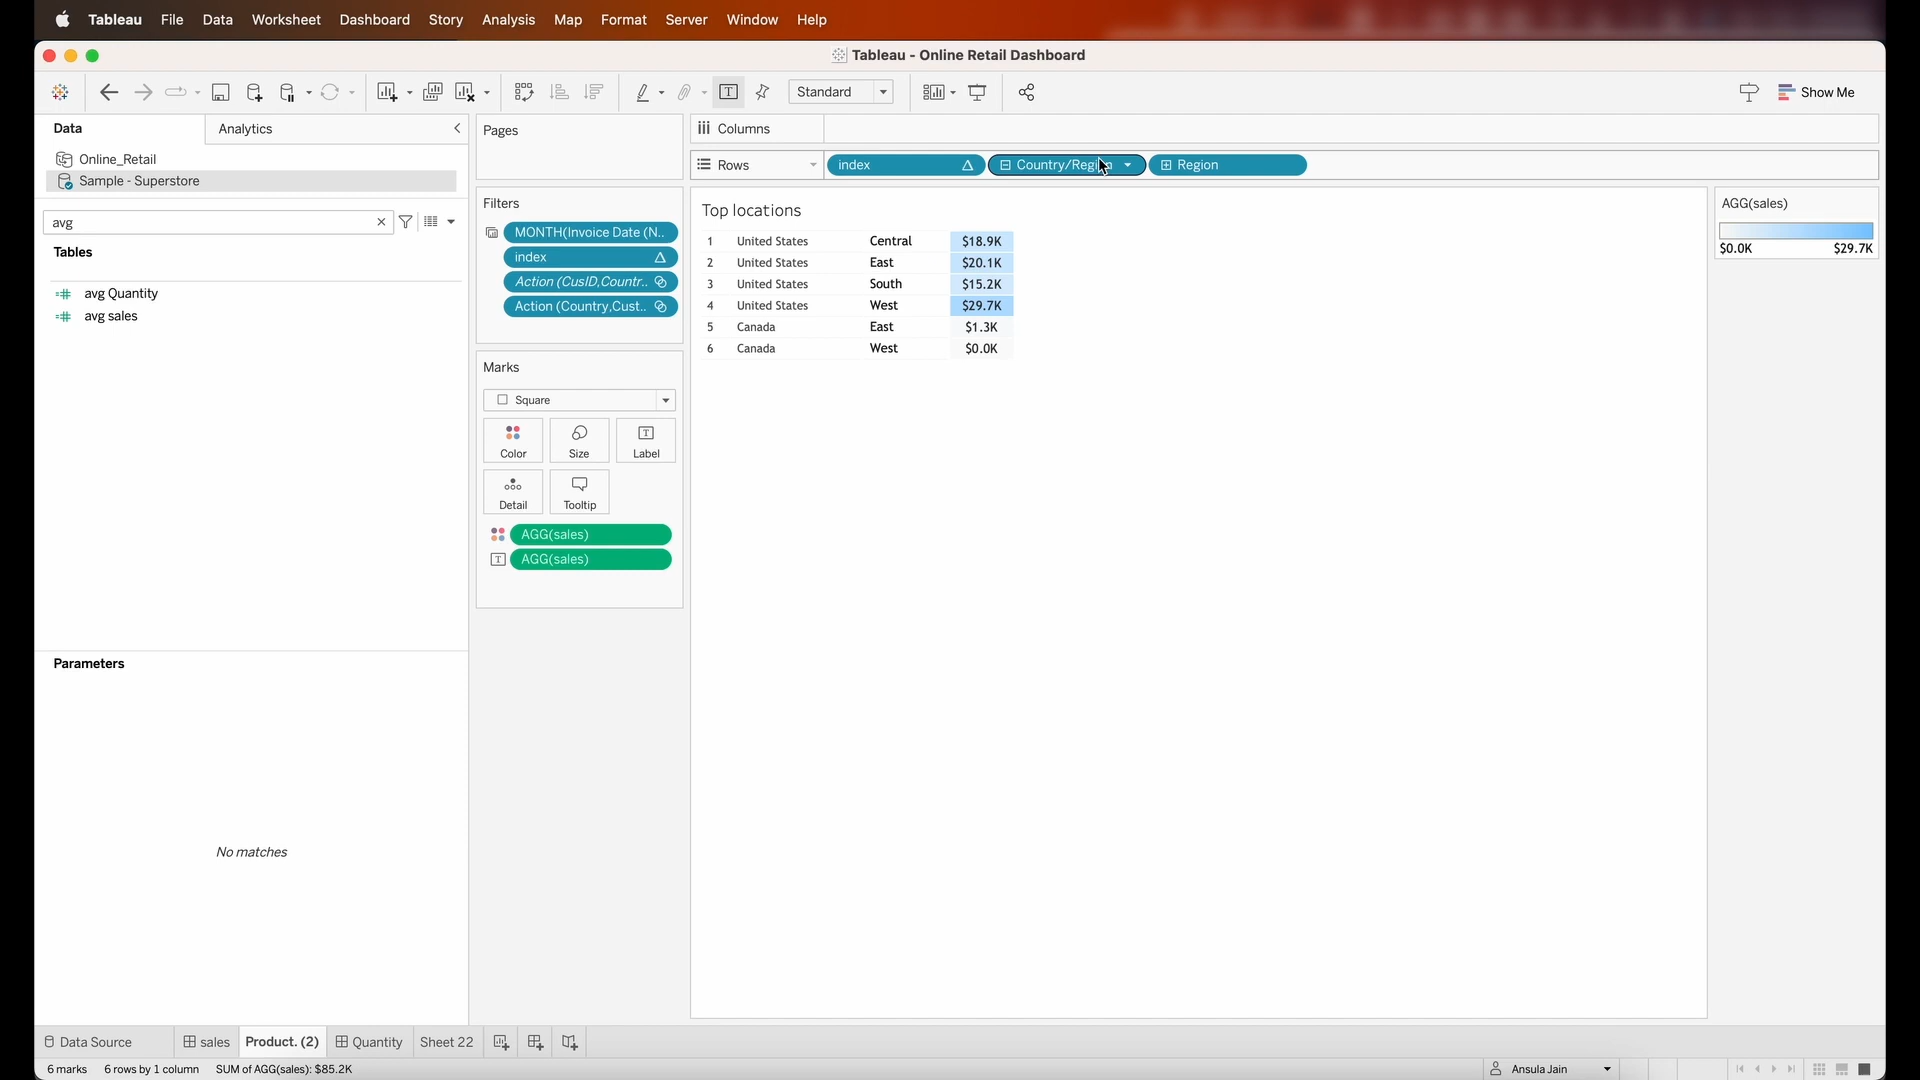 Tableau File Data Worksheet Dashboard Story Analysis Map Format Server Window Help
Tableau - Online Retail Dashboard
Standard
Show Me
Data
Analytics
Online_Retail
Sample - Superstore
avg
Tables
avg Quantity
avg sales
Parameters
No matches
Pages
Filters
MONTH(Invoice Date (N..
index
Action (CusID,Countr..
Action (Country,Cust..
Marks
Square
Color
Size
Label
Detail
Tooltip
AGG(sales)
AGG(sales)
Columns
Rows
index
Country/Region
Region
Top locations
1 United States Central $18.9K
2 United States East $20.1K
3 United States South $15.2K
4 United States West $29.7K
5 Canada East $1.3K
6 Canada West $0.0K
AGG(sales)
$0.0K $29.7K
Data Source
sales
Product. (2)
Quantity
Sheet 22
6 marks 6 rows by 1 column SUM of AGG(sales): $85.2K
Ansula Jain